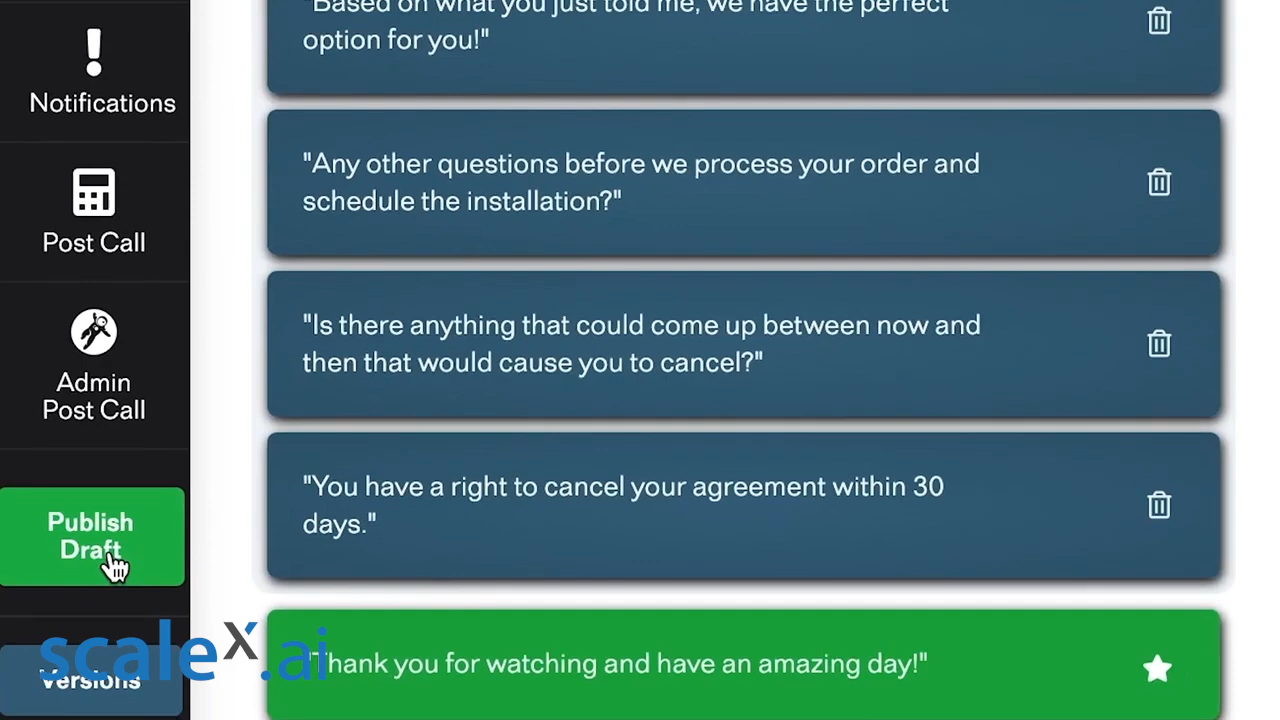 "Based on what you just told me, we have the perfect
option for you!"
Notifications
"Any other questions before we process your order and
schedule the installation?"
Post Call
"Is there anything that could come up between now and
then that would cause you to cancel?"
Admin
Post Call
"You have a right to cancel your agreement within 30
days."
Publish
Draft
"Thank you for watching and have an amazing day!"
Versions
scalex.ai